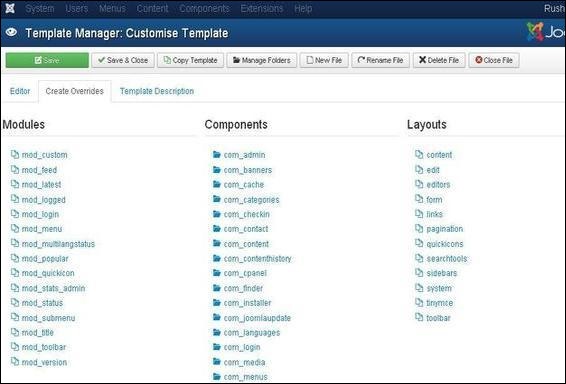 System Users Menus Content Components Extensions Help Rush
Template Manager: Customise Template
Save Save & Close Copy Template Manage Folders New File Rename File Delete File Close File
Editor Create Overrides Template Description
Modules
mod_custom
mod_feed
mod_latest
mod_logged
mod_login
mod_menu
mod_multilangstatus
mod_popular
mod_quickicon
mod_stats_admin
mod_status
mod_submenu
mod_title
mod_toolbar
mod_version
Components
com_admin
com_banners
com_cache
com_categories
com_checkin
com_contact
com_content
com_contenthistory
com_cpanel
com_finder
com_installer
com_joomlaupdate
com_languages
com_login
com_media
com_menus
Layouts
content
edit
editors
form
links
pagination
quickicons
searchtools
sidebars
system
tinymce
toolbar